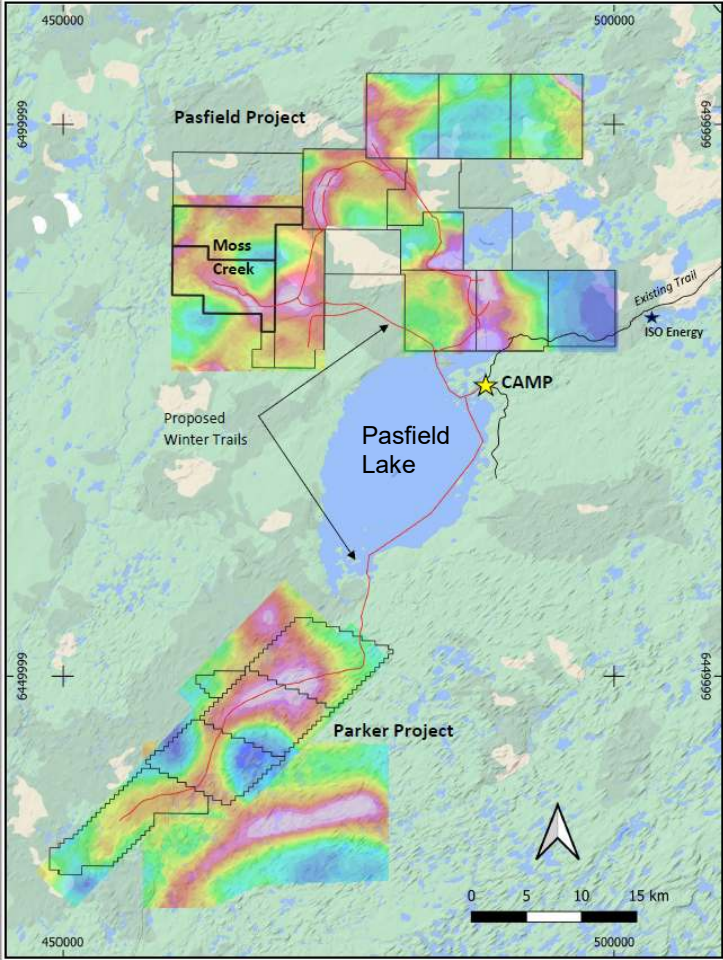 450000
500000
6499999
6499999
Pasfield Project
Moss
Creek
Existing Trail
ISO Energy
CAMP
Proposed
Winter Trails
Pasfield
Lake
6449999
6449999
Parker Project
0 5 10 15 km
450000
500000